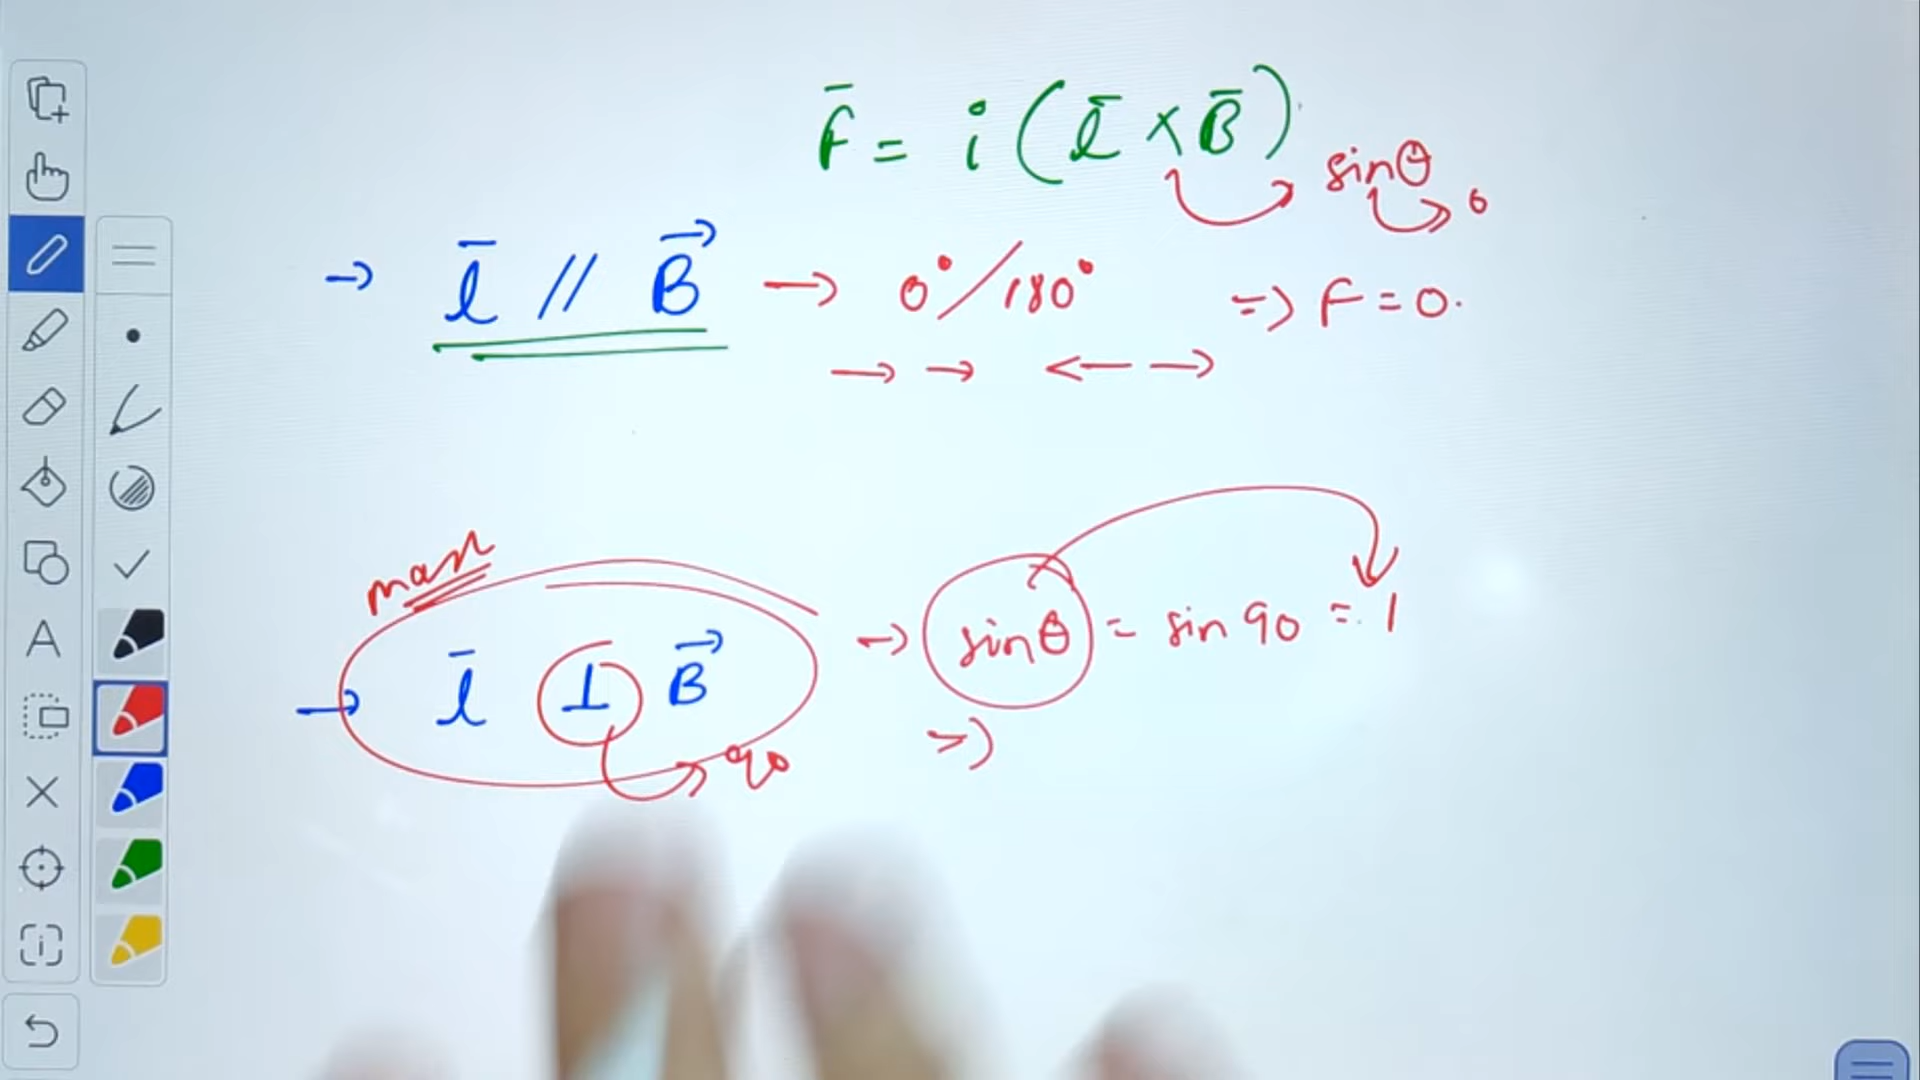 F̄ = i (l̄ × B̄)
sinθ
0
→ l̄ // B⃗ → 0°/180° => F = 0.
→ → ← →
max
→ l̄ ⊥ B⃗ → sinθ = sin 90 = 1
90
=>
A